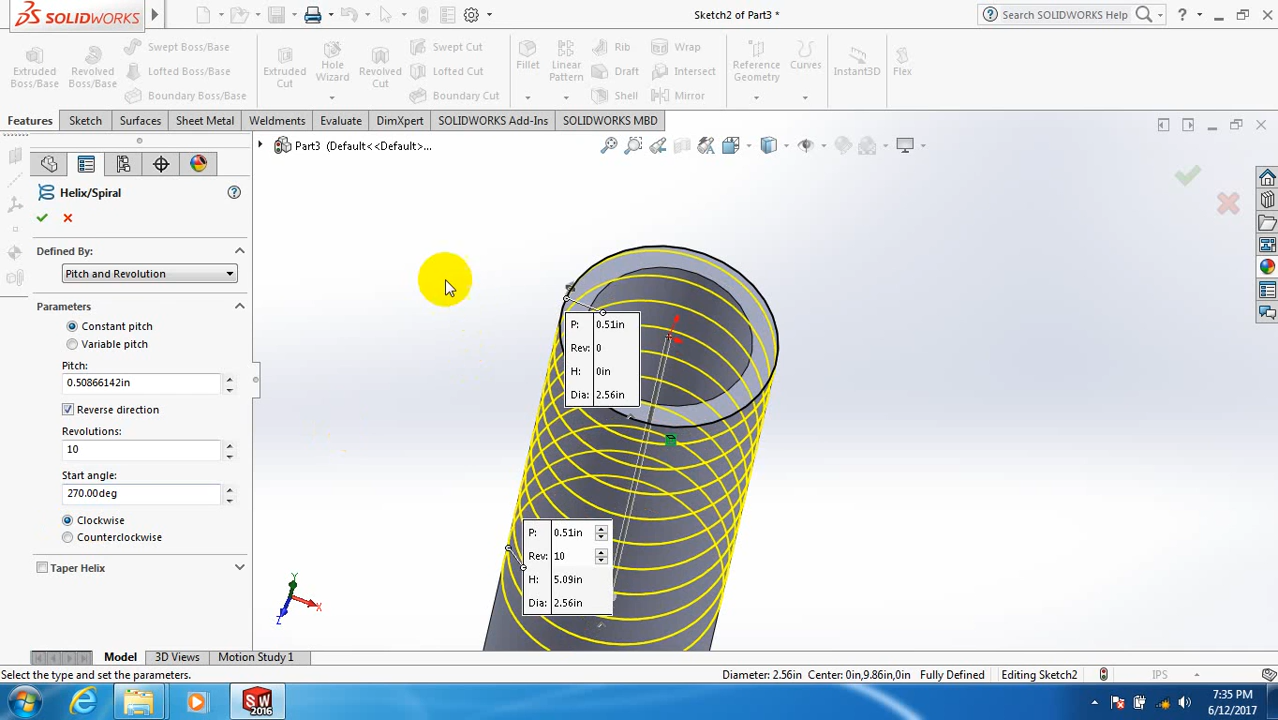 SOLIDWORKS
Sketch2 of Part3 *
Search SOLIDWORKS Help
Extruded Boss/Base
Revolved Boss/Base
Swept Boss/Base
Lofted Boss/Base
Boundary Boss/Base
Extruded Cut
Hole Wizard
Revolved Cut
Swept Cut
Lofted Cut
Boundary Cut
Fillet
Linear Pattern
Rib
Draft
Shell
Wrap
Intersect
Mirror
Reference Geometry
Curves
Instant3D
Flex
Features Sketch Surfaces Sheet Metal Weldments Evaluate DimXpert SOLIDWORKS Add-Ins SOLIDWORKS MBD
Part3 (Default<<Default>...
Helix/Spiral
Defined By:
Pitch and Revolution
Parameters
Constant pitch
Variable pitch
Pitch:
0.50866142in
Reverse direction
Revolutions:
10
Start angle:
270.00deg
Clockwise
Counterclockwise
Taper Helix
P: 0.51in
Rev: 0
H: 0in
Dia: 2.56in
P: 0.51in
Rev: 10
H: 5.09in
Dia: 2.56in
Y
X
Z
Model 3D Views Motion Study 1
Select the type and set the parameters.
Diameter: 2.56in Center: 0in,9.86in,0in Fully Defined Editing Sketch2 IPS
SW
2016
7:35 PM
6/12/2017